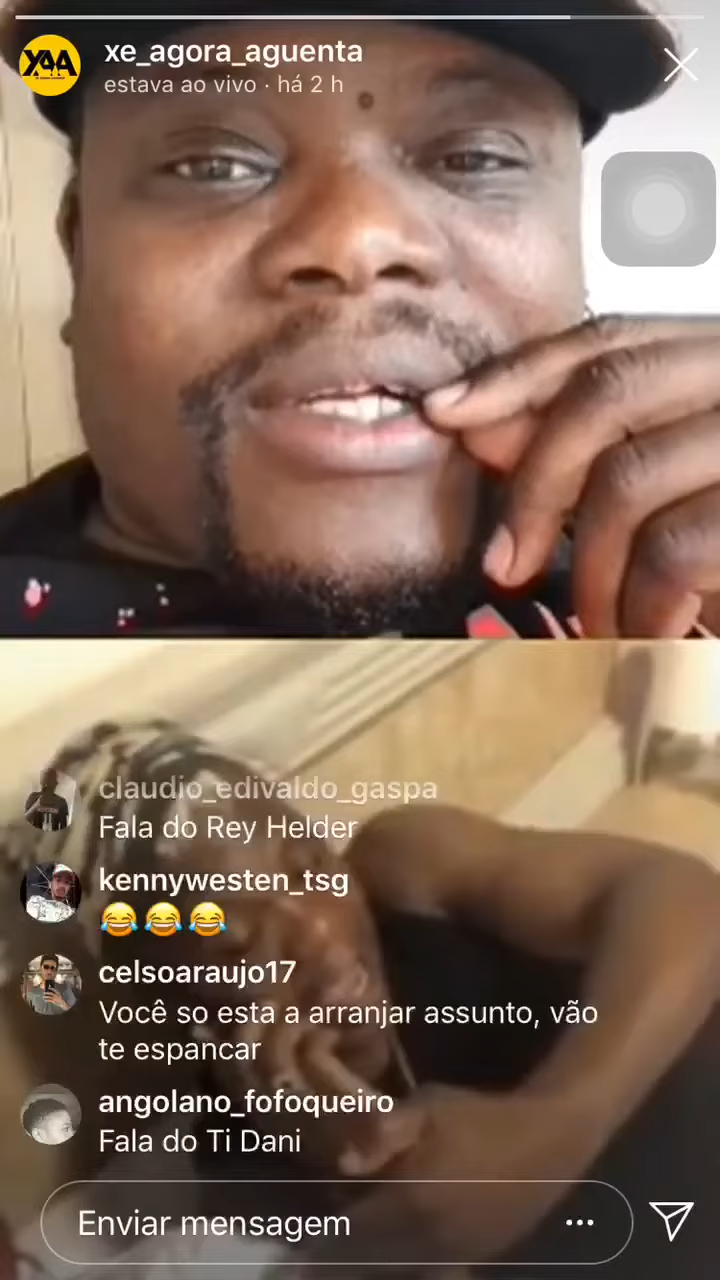 YAA
xe_agora_aguenta
estava ao vivo · há 2 h
claudio_edivaldo_gaspa
Fala do Rey Helder
kennywesten_tsg
😂😂😂
celsoaraujo17
Você so esta a arranjar assunto, vão
te espancar
angolano_fofoqueiro
Fala do Ti Dani
Enviar mensagem